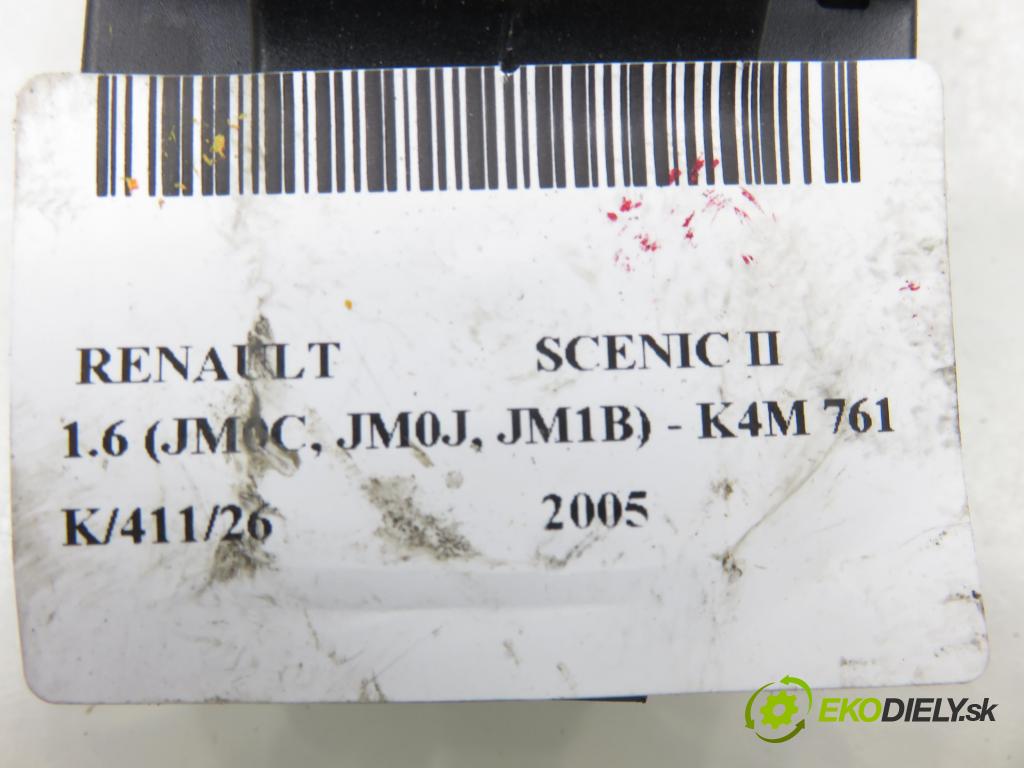 RENAULT SCENIC II
1.6 (JM0C, JM0J, JM1B) - K4M 761
K/411/26 2005
EKODIELY.sk